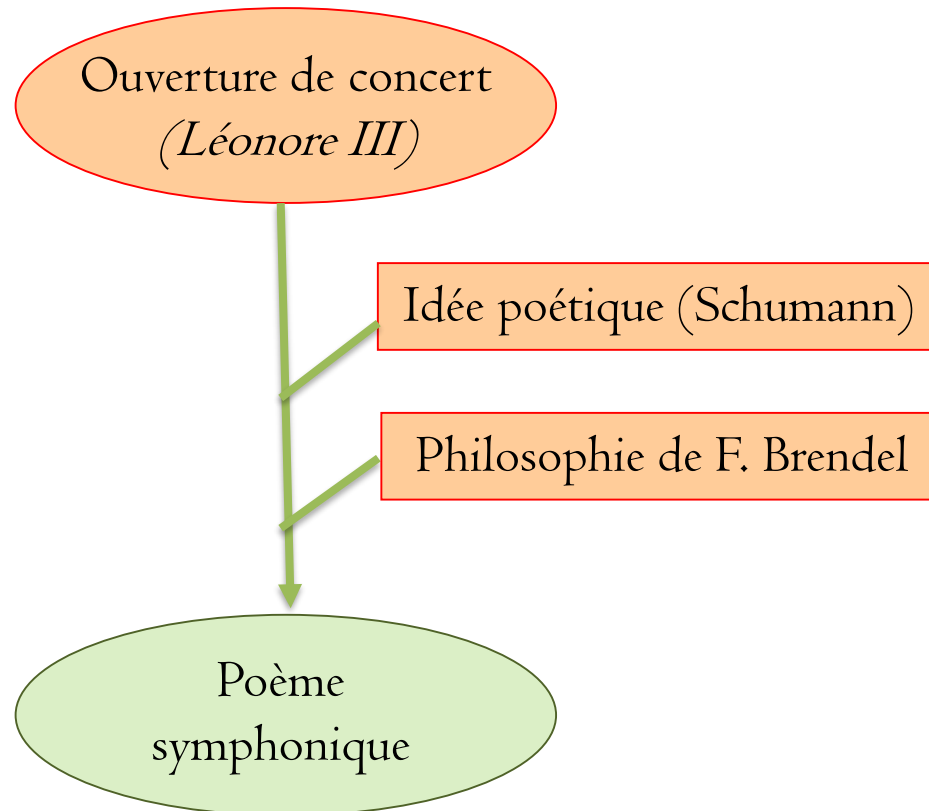 Ouverture de concert
(Léonore III)
Idée poétique (Schumann)
Philosophie de F. Brendel
Poème
symphonique